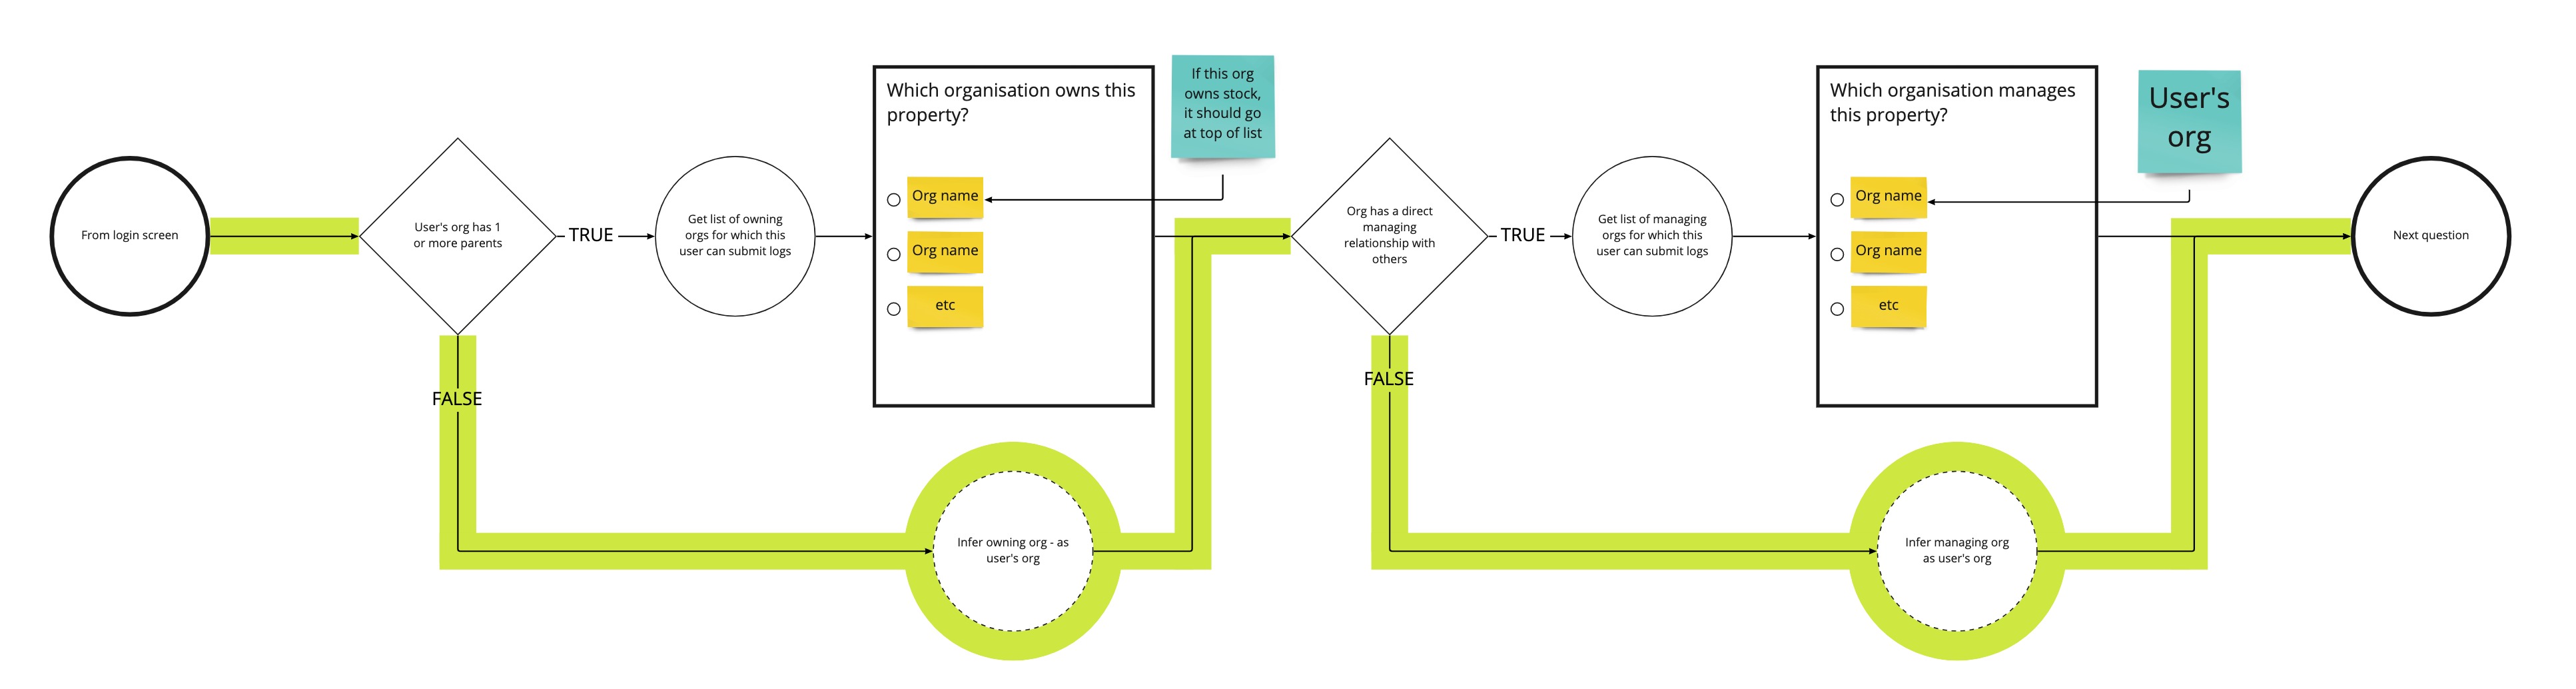 From login screen
User's org has 1
or more parents
TRUE
FALSE
Get list of owning
orgs for which this
user can submit logs
Which organisation owns this
property?
Org name
Org name
etc
If this org
owns stock,
it should go
at top of list
Infer owning org - as
user's org
Org has a direct
managing
relationship with
others
TRUE
FALSE
Get list of managing
orgs for which this
user can submit logs
Which organisation manages
this property?
Org name
Org name
etc
User's
org
Infer managing org
as user's org
Next question